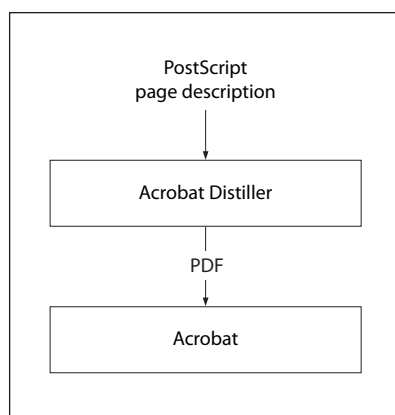 PostScript
page description
Acrobat Distiller
PDF
Acrobat